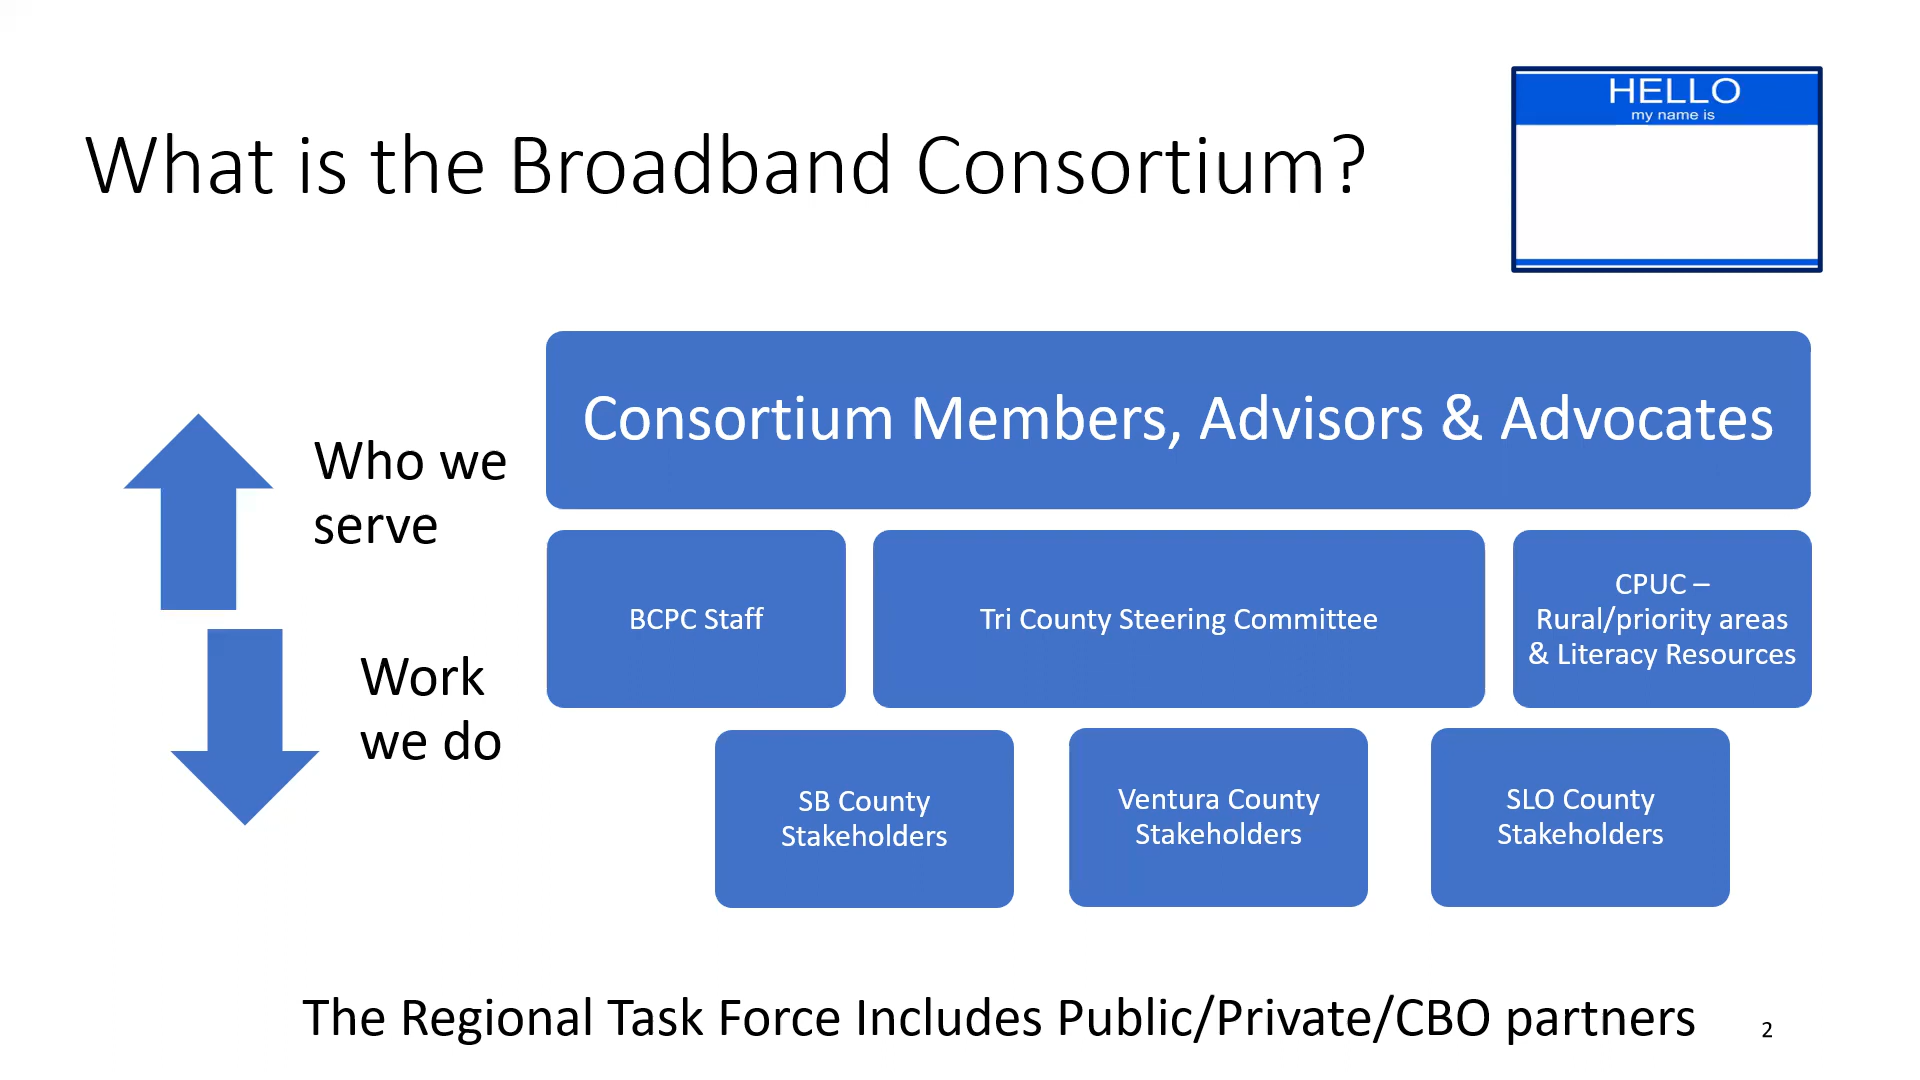 What is the Broadband Consortium?
HELLO
my name is
Consortium Members, Advisors & Advocates
Who we
serve
BCPC Staff
Tri County Steering Committee
CPUC –
Rural/priority areas
& Literacy Resources
Work
we do
SB County
Stakeholders
Ventura County
Stakeholders
SLO County
Stakeholders
The Regional Task Force Includes Public/Private/CBO partners
2